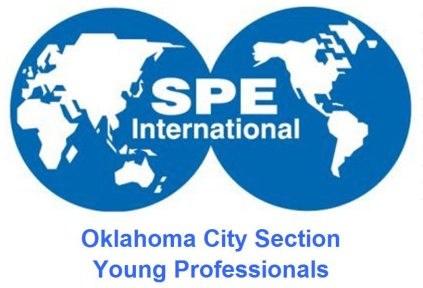 SPE
International
Oklahoma City Section
Young Professionals